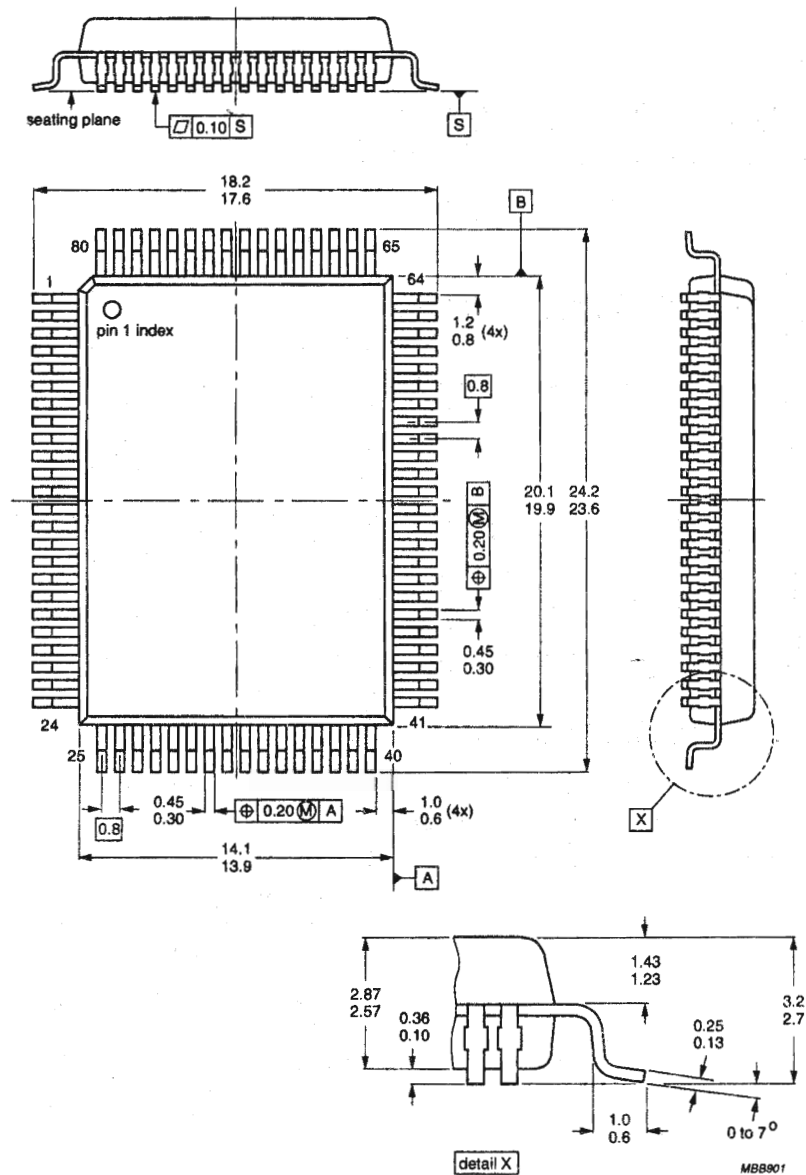 seating plane
0.10 S
S
18.2
17.6
B
80
65
1
64
pin 1 index
1.2
0.8 (4x)
0.8
20.1
19.9
24.2
23.6
⌖ 0.20 Ⓜ B
0.45
0.30
24
41
25
40
0.8
0.45
0.30
⌖ 0.20 Ⓜ A
1.0
0.6 (4x)
X
14.1
13.9
A
2.87
2.57
0.36
0.10
1.43
1.23
3.2
2.7
0.25
0.13
1.0
0.6
0 to 7°
detail X
MBB901